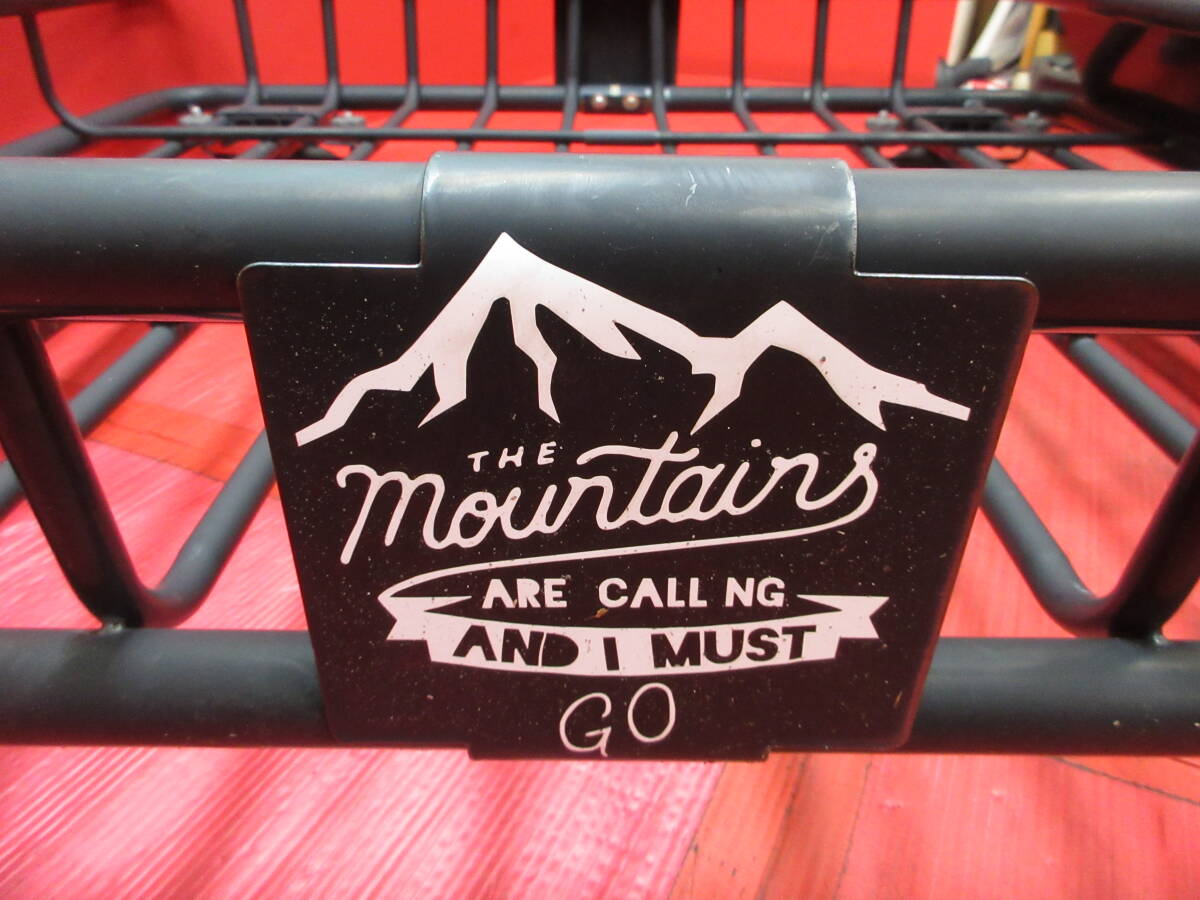 THE
Mountains
ARE CALL NG
AND I MUST
GO